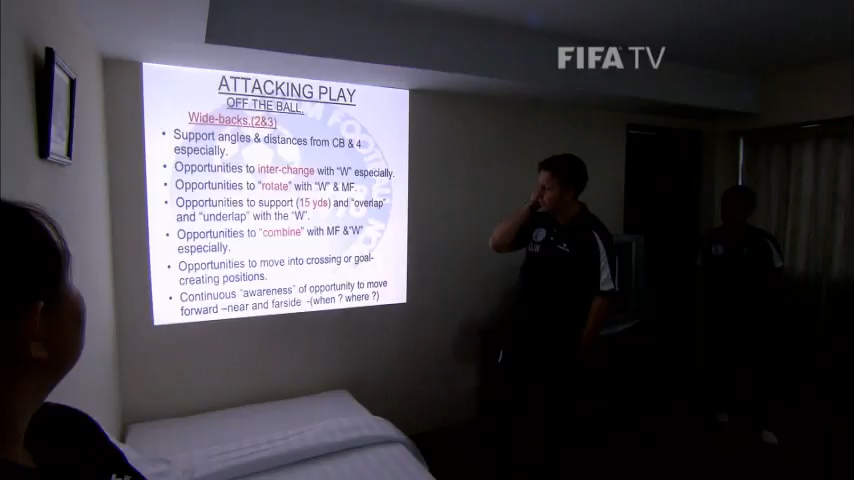 FIFA TV
ATTACKING PLAY
OFF THE BALL.
Wide-backs.(2&3)
• Support angles & distances from CB & 4
especially.
• Opportunities to inter-change with "W" especially.
• Opportunities to "rotate" with "W" & MF.
• Opportunities to support (15 yds) and "overlap"
and "underlap" with the "W".
• Opportunities to "combine" with MF &"W"
especially.
• Opportunities to move into crossing or goal-
creating positions.
• Continuous "awareness" of opportunity to move
forward –near and farside -(when ? where ?)